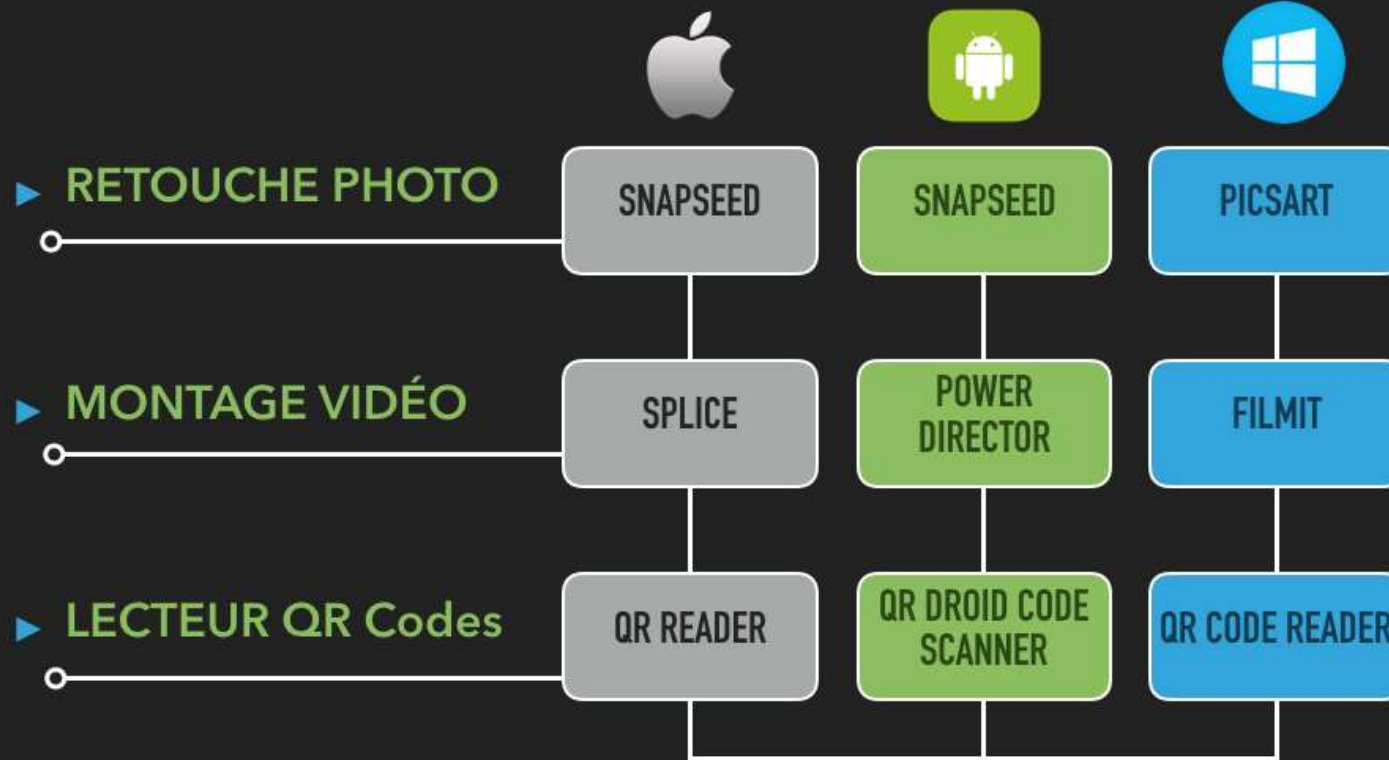 RETOUCHE PHOTO
SNAPSEED
SNAPSEED
PICSART
MONTAGE VIDÉO
SPLICE
POWER
DIRECTOR
FILMIT
LECTEUR QR Codes
QR READER
QR DROID CODE
SCANNER
QR CODE READER